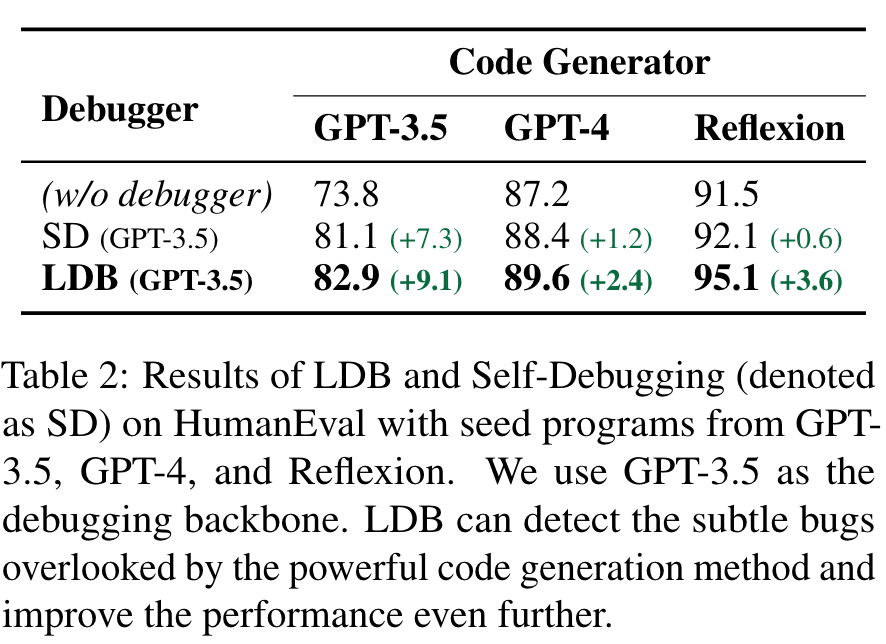 Code Generator
Debugger
GPT-3.5 GPT-4 Reflexion
(w/o debugger) 73.8 87.2 91.5
SD (GPT-3.5) 81.1 (+7.3) 88.4 (+1.2) 92.1 (+0.6)
LDB (GPT-3.5) 82.9 (+9.1) 89.6 (+2.4) 95.1 (+3.6)
Table 2: Results of LDB and Self-Debugging (denoted
as SD) on HumanEval with seed programs from GPT-
3.5, GPT-4, and Reflexion. We use GPT-3.5 as the
debugging backbone. LDB can detect the subtle bugs
overlooked by the powerful code generation method and
improve the performance even further.